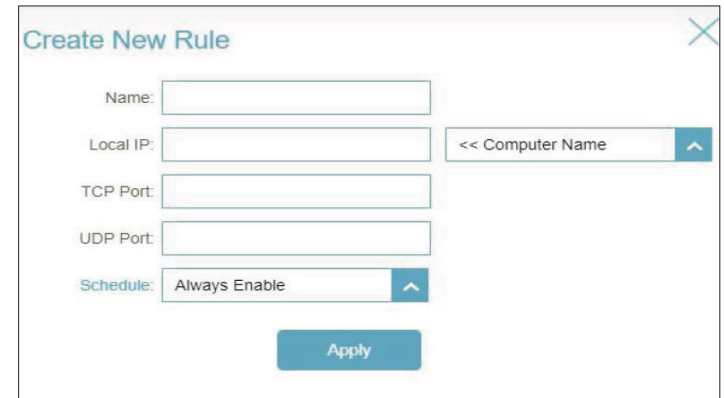 Create New Rule
Name:
Local IP: << Computer Name
TCP Port:
UDP Port:
Schedule: Always Enable
Apply